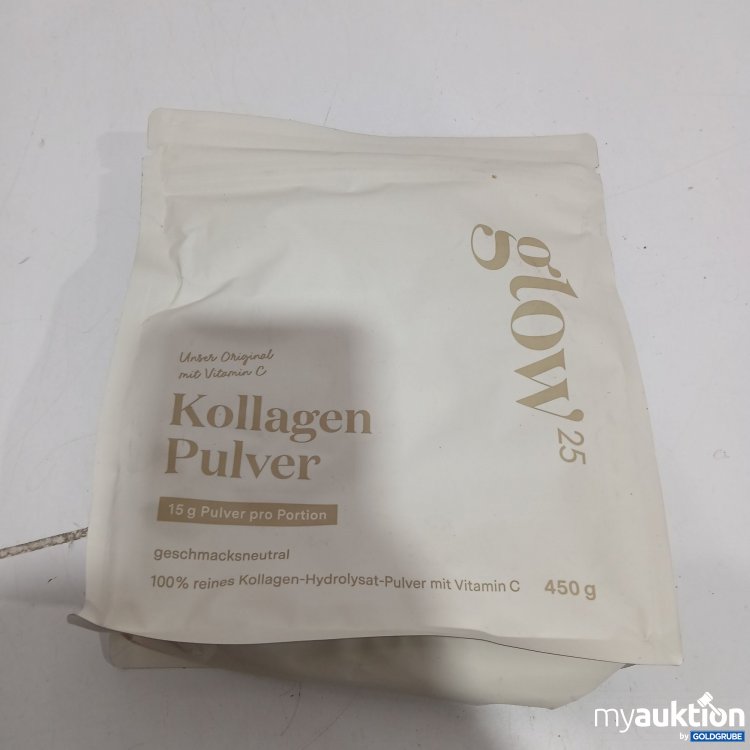 glow25
Unser Original
mit Vitamin C
Kollagen
Pulver
15 g Pulver pro Portion
geschmacksneutral
100% reines Kollagen-Hydrolysat-Pulver mit Vitamin C 450 g
myauktion
by GOLDGRUBE